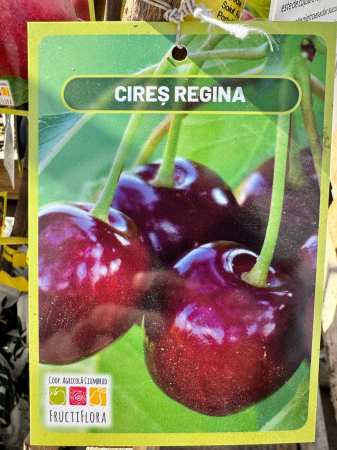 CIREȘ REGINA
COOP. AGRICOLĂ CIUMBRUD
FRUCTIFLORA